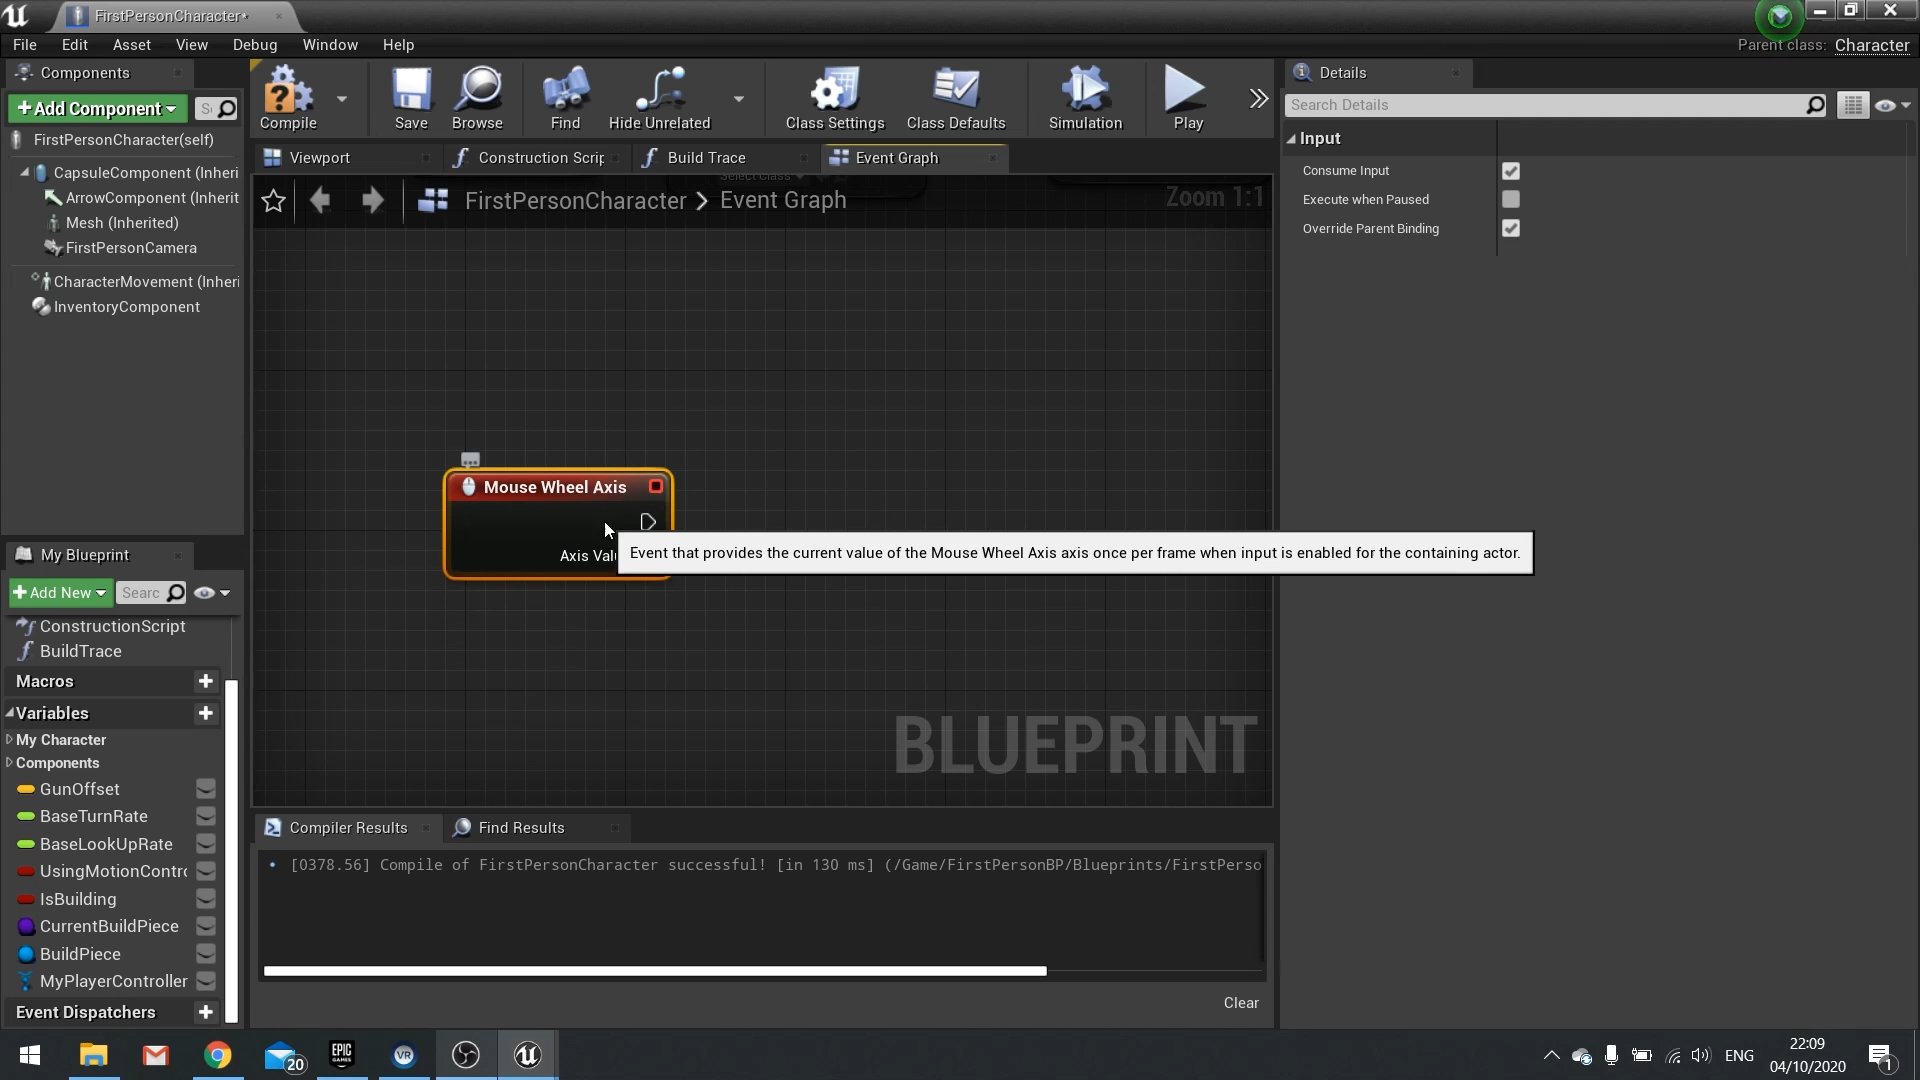 FirstPersonCharacter*
File Edit Asset View Debug Window Help
Parent class: Character
Components
Add Component
FirstPersonCharacter(self)
CapsuleComponent (Inheri
ArrowComponent (Inherit
Mesh (Inherited)
FirstPersonCamera
CharacterMovement (Inheri
InventoryComponent
Compile
Save
Browse
Find
Hide Unrelated
Class Settings
Class Defaults
Simulation
Play
Viewport
Construction Scrip
Build Trace
Event Graph
FirstPersonCharacter > Event Graph
Zoom 1:1
Mouse Wheel Axis
Axis Valu
Event that provides the current value of the Mouse Wheel Axis axis once per frame when input is enabled for the containing actor.
BLUEPRINT
Details
Search Details
Input
Consume Input
Execute when Paused
Override Parent Binding
My Blueprint
Add New
Searc
ConstructionScript
BuildTrace
Macros
Variables
My Character
Components
GunOffset
BaseTurnRate
BaseLookUpRate
UsingMotionContro
IsBuilding
CurrentBuildPiece
BuildPiece
MyPlayerController
Event Dispatchers
Compiler Results
Find Results
[0378.56] Compile of FirstPersonCharacter successful! [in 130 ms] (/Game/FirstPersonBP/Blueprints/FirstPerso
Clear
20
EPIC
GAMES
VR
ENG
22:09
04/10/2020
1